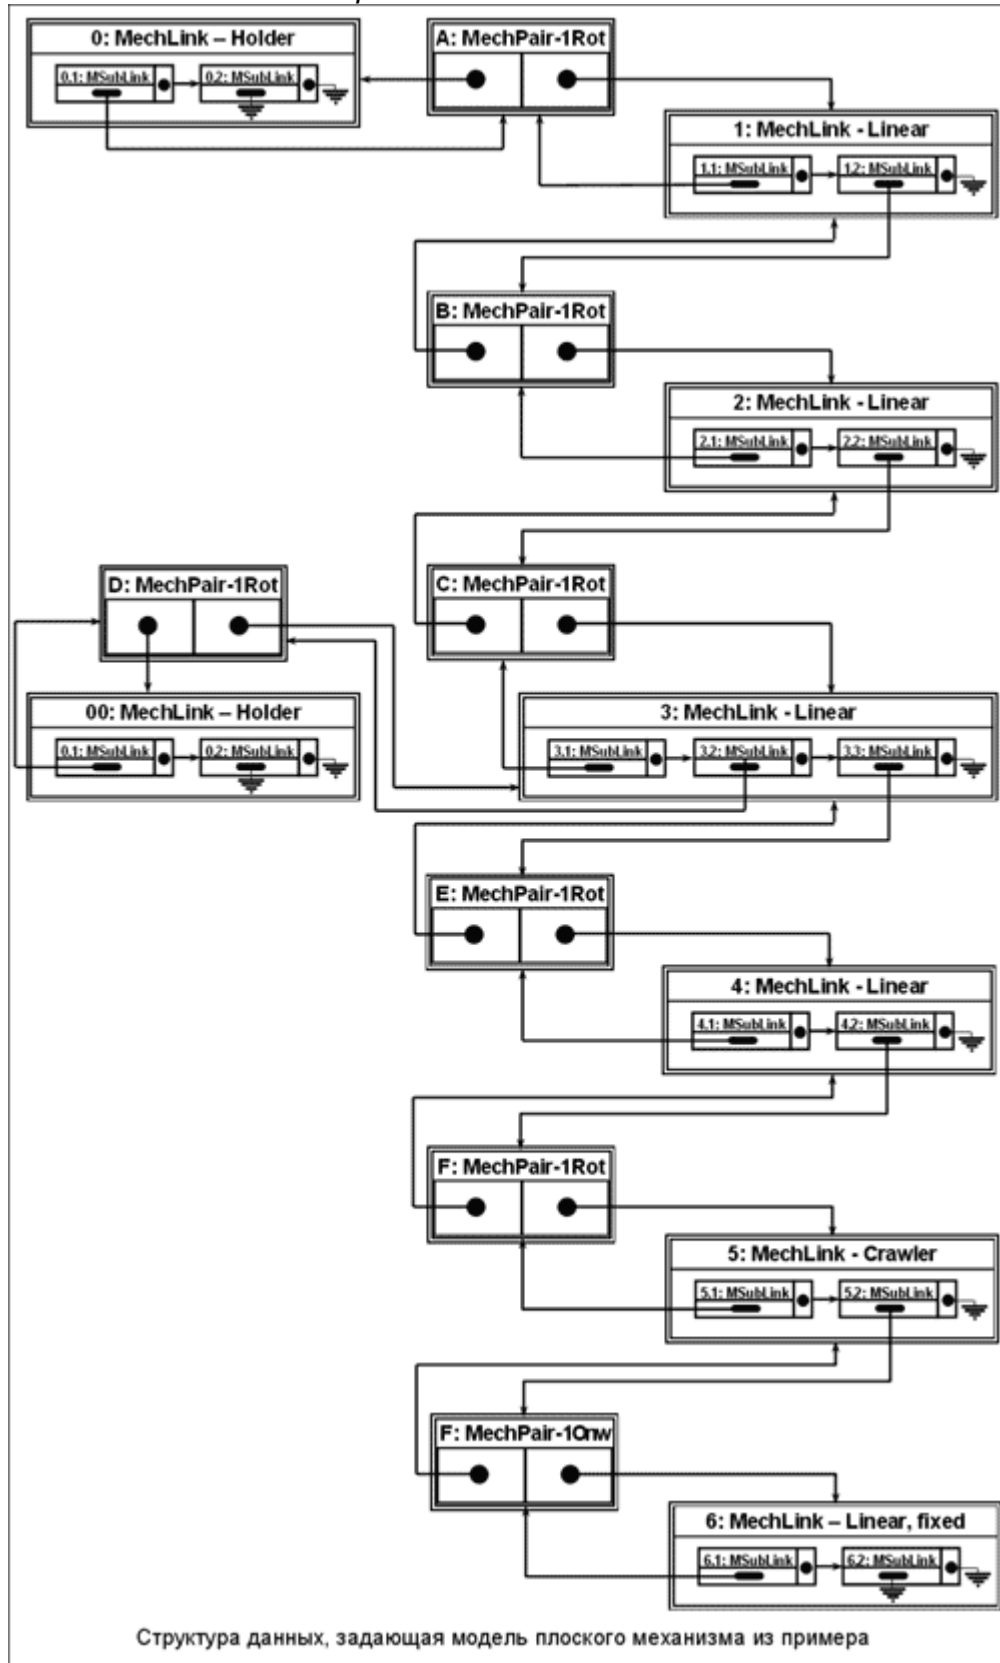 0: MechLink – Holder
0.1: MSubLink
0.2: MSubLink
A: MechPair-1Rot
1: MechLink - Linear
1.1: MSubLink
1.2: MSubLink
B: MechPair-1Rot
2: MechLink - Linear
2.1: MSubLink
2.2: MSubLink
D: MechPair-1Rot
C: MechPair-1Rot
00: MechLink – Holder
0.1: MSubLink
0.2: MSubLink
3: MechLink - Linear
3.1: MSubLink
3.2: MSubLink
3.3: MSubLink
E: MechPair-1Rot
4: MechLink - Linear
4.1: MSubLink
4.2: MSubLink
F: MechPair-1Rot
5: MechLink - Crawler
5.1: MSubLink
5.2: MSubLink
F: MechPair-1Onw
6: MechLink – Linear, fixed
6.1: MSubLink
6.2: MSubLink
Структура данных, задающая модель плоского механизма из примера